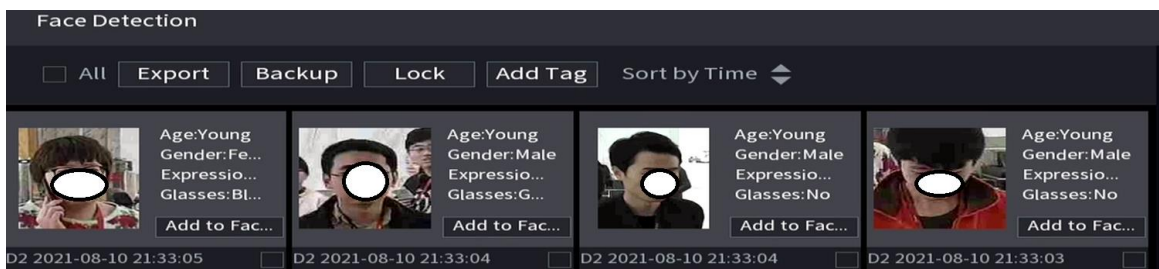 Face Detection
All Export Backup Lock Add Tag Sort by Time
Age:Young
Gender:Fe...
Expressio...
Glasses:Bl...
Add to Fac...
D2 2021-08-10 21:33:05
Age:Young
Gender:Male
Expressio...
Glasses:G...
Add to Fac...
D2 2021-08-10 21:33:04
Age:Young
Gender:Male
Expressio...
Glasses:No
Add to Fac...
D2 2021-08-10 21:33:04
Age:Young
Gender:Male
Expressio...
Glasses:No
Add to Fac...
D2 2021-08-10 21:33:03